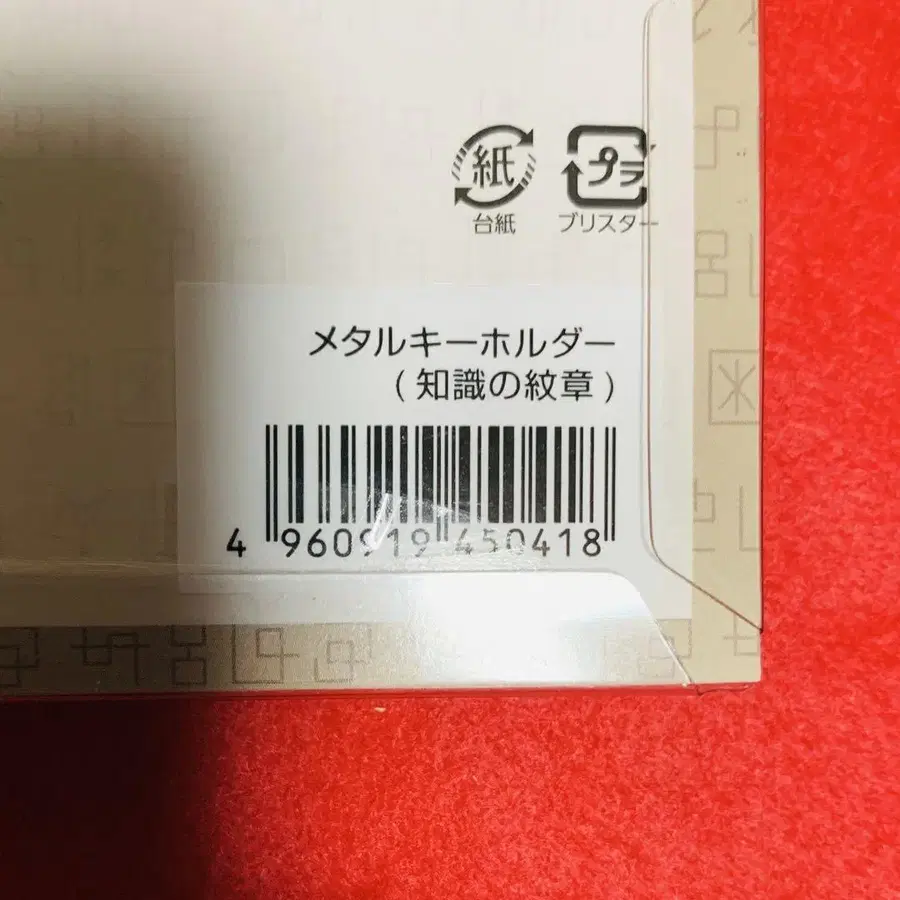 紙 プラ
台紙 ブリスター
メタルキーホルダー
(知識の紋章)
4 960919 450418